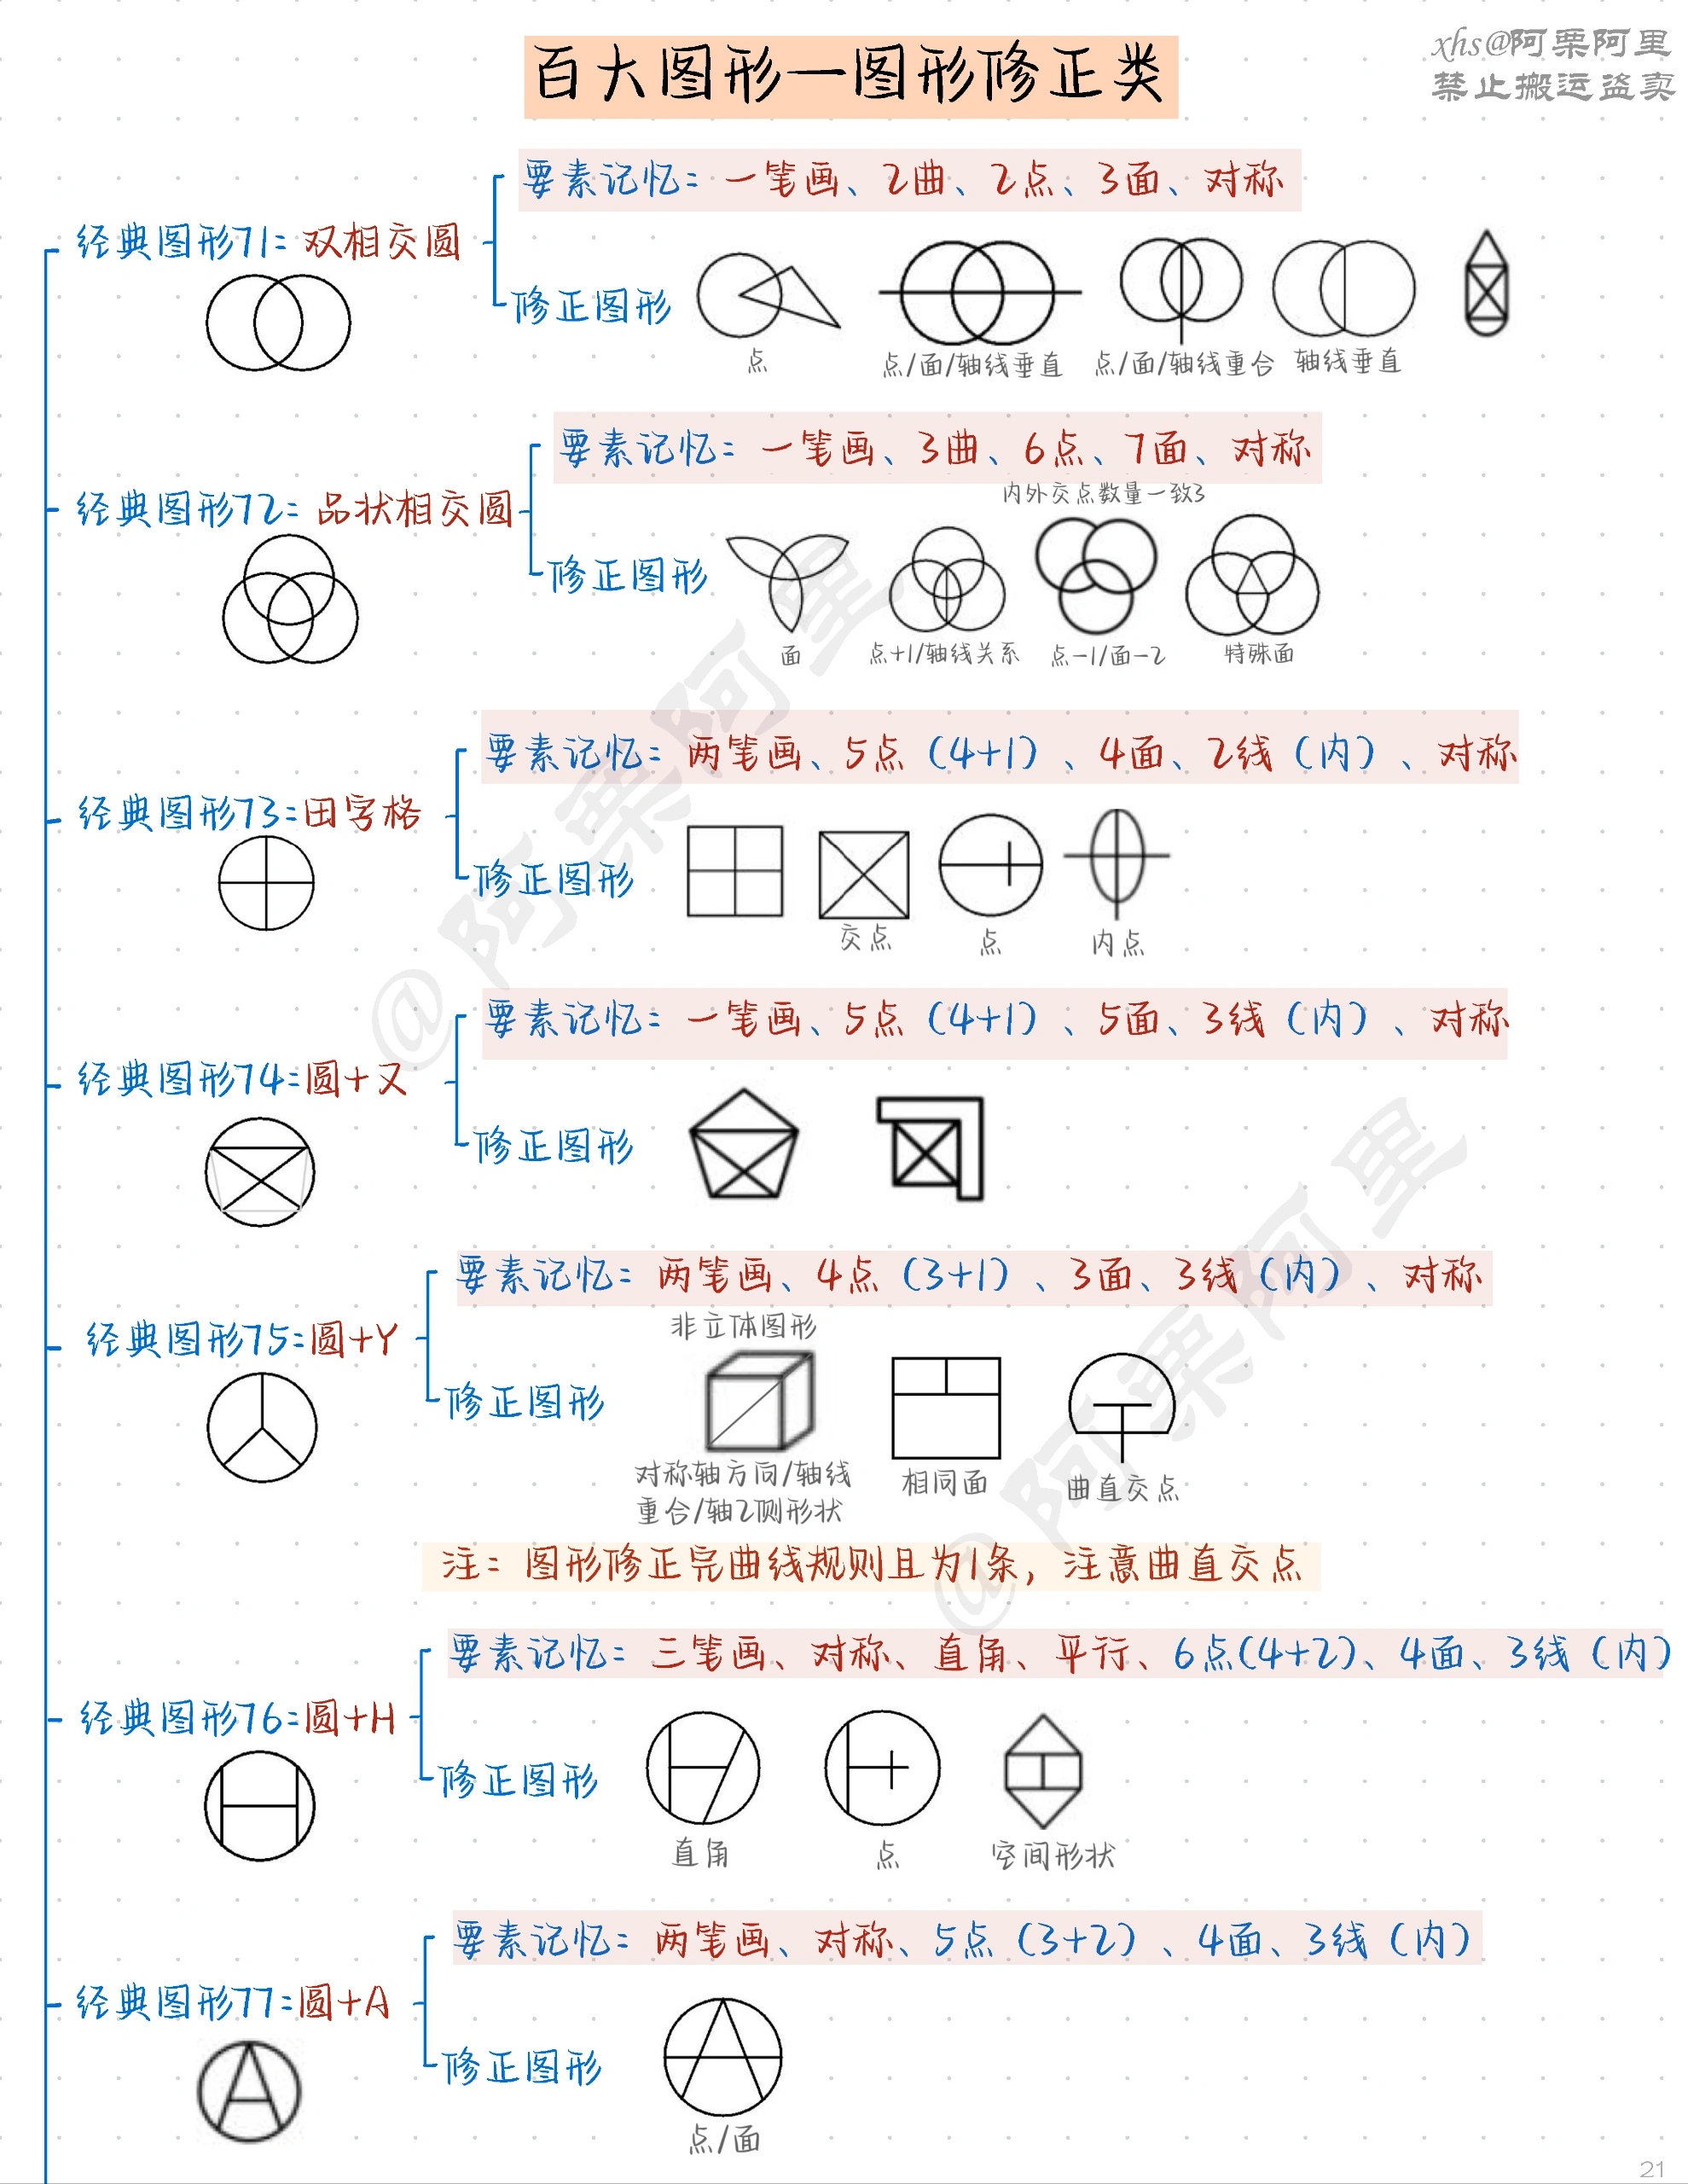 xhs@阿栗阿里
禁止搬运盗卖
百大图形—图形修正类
经典图形71：双相交圆
要素记忆：一笔画、2曲、2点、3面、对称
修正图形
点
点/面/轴线垂直
点/面/轴线重合
轴线垂直
经典图形72：品状相交圆
要素记忆：一笔画、3曲、6点、7面、对称
内外交点数量一致3
修正图形
面
点+1/轴线关系
点-1/面-2
特殊面
经典图形73：田字格
要素记忆：两笔画、5点（4+1）、4面、2线（内）、对称
修正图形
交点
点
内点
经典图形74：圆+又
要素记忆：一笔画、5点（4+1）、5面、3线（内）、对称
修正图形
经典图形75：圆+Y
要素记忆：两笔画、4点（3+1）、3面、3线（内）、对称
非立体图形
修正图形
对称轴方向/轴线
重合/轴2侧形状
相同面
曲直交点
注：图形修正完曲线规则且为1条，注意曲直交点
经典图形76：圆+H
要素记忆：三笔画、对称、直角、平行、6点(4+2)、4面、3线（内）
修正图形
直角
点
空间形状
经典图形77：圆+A
要素记忆：两笔画、对称、5点（3+2）、4面、3线（内）
修正图形
点/面
@阿栗阿里
@阿栗阿里
21